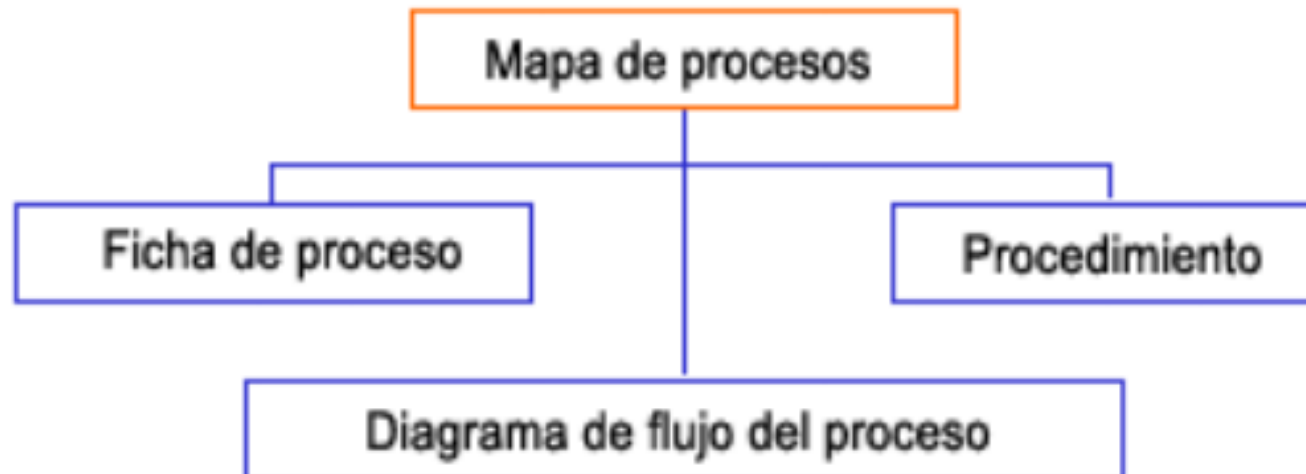 Mapa de procesos
Ficha de proceso
Procedimiento
Diagrama de flujo del proceso